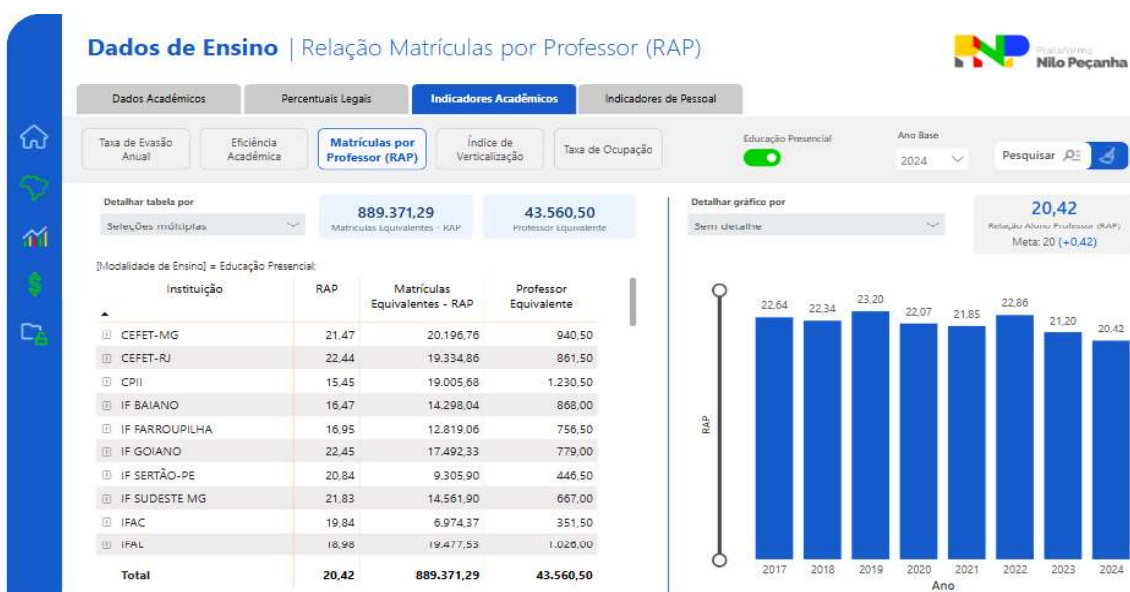 Dados de Ensino | Relação Matrículas por Professor (RAP)
Plataforma
Nilo Peçanha
Dados Acadêmicos Percentuais Legais Indicadores Acadêmicos Indicadores de Pessoal
Taxa de Evasão Anual
Eficiência Acadêmica
Matrículas por Professor (RAP)
Índice de Verticalização
Taxa de Ocupação
Educação Presencial
Ano Base
2024
Pesquisar
Detalhar tabela por
Seleções múltiplas
889.371,29
Matrículas Equivalentes - RAP
43.560,50
Professor Equivalente
Detalhar gráfico por
Sem detalhe
20,42
Relação Aluno Professor (RAP)
Meta: 20 (+0,42)
[Modalidade de Ensino] = Educação Presencial;
Instituição RAP Matrículas Equivalentes - RAP Professor Equivalente
CEFET-MG 21,47 20.196,76 940,50
CEFET-RJ 22,44 19.334,86 861,50
CPII 15,45 19.005,68 1.230,50
IF BAIANO 16,47 14.298,04 868,00
IF FARROUPILHA 16,95 12.819,06 756,50
IF GOIANO 22,45 17.492,33 779,00
IF SERTÃO-PE 20,84 9.305,90 446,50
IF SUDESTE MG 21,83 14.561,90 667,00
IFAC 19,84 6.974,37 351,50
IFAL 18,98 19.477,53 1.026,00
Total 20,42 889.371,29 43.560,50
RAP
22,64 22,34 23,20 22,07 21,85 22,86 21,20 20,42
2017 2018 2019 2020 2021 2022 2023 2024
Ano